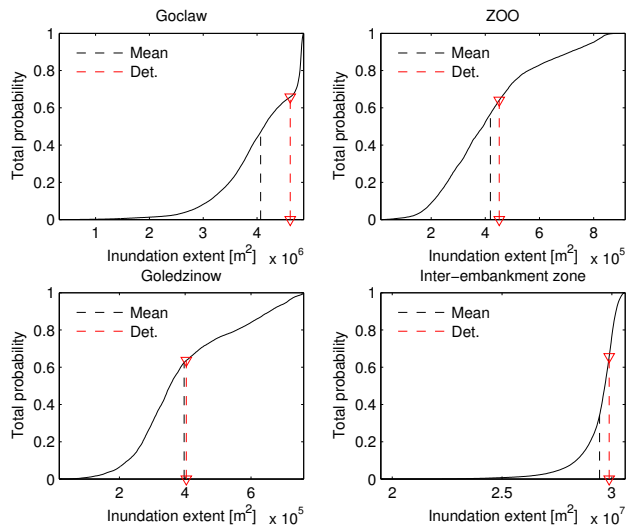 Goclaw
Total probability
1
0.8
0.6
0.4
0.2
0
Mean
Det.
1 2 3 4
Inundation extent [m²] x 10⁶
ZOO
Total probability
1
0.8
0.6
0.4
0.2
0
Mean
Det.
2 4 6 8
Inundation extent [m²] x 10⁵
Goledzinow
Total probability
1
0.8
0.6
0.4
0.2
0
Mean
Det.
2 4 6
Inundation extent [m²] x 10⁵
Inter−embankment zone
Total probability
1
0.8
0.6
0.4
0.2
0
Mean
Det.
2 2.5 3
Inundation extent [m²] x 10⁷